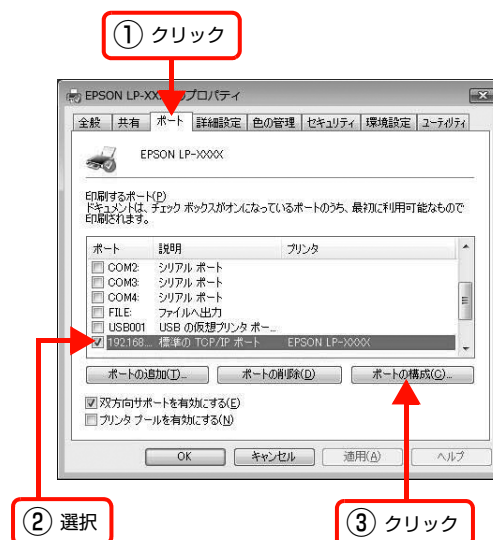 ① クリック
EPSON LP-XX のプロパティ
全般 共有 ポート 詳細設定 色の管理 セキュリティ 環境設定 ユーティリティ
EPSON LP-XXXX
印刷するポート(P)
ドキュメントは、チェック ボックスがオンになっているポートのうち、最初に利用可能なもので
印刷されます。
ポート 説明 プリンタ
COM2: シリアル ポート
COM3: シリアル ポート
COM4: シリアル ポート
FILE: ファイルへ出力
USB001 USB の仮想プリンタ ポー...
192.168.... 標準の TCP/IP ポート EPSON LP-XXXX
ポートの追加(T)... ポートの削除(D) ポートの構成(C)...
双方向サポートを有効にする(E)
プリンタ プールを有効にする(N)
OK キャンセル 適用(A) ヘルプ
② 選択
③ クリック